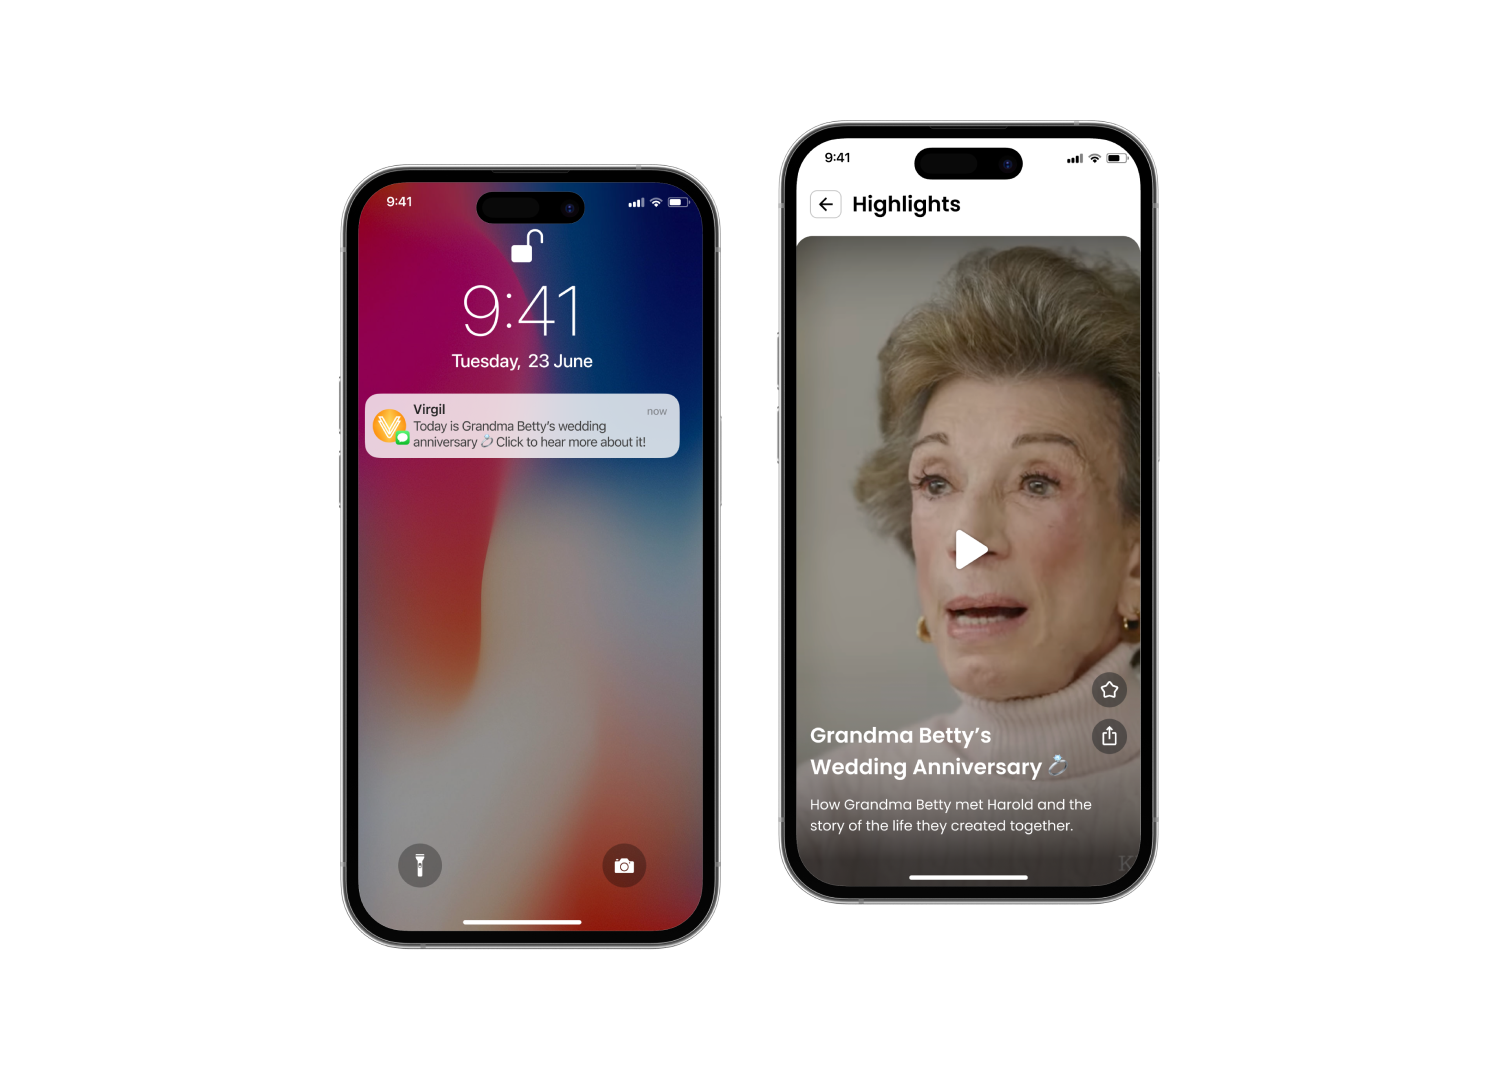 9:41
9:41
Tuesday, 23 June
Virgil
now
Today is Grandma Betty's wedding
anniversary 💍 Click to hear more about it!
9:41
Highlights
Grandma Betty's
Wedding Anniversary 💍
How Grandma Betty met Harold and the
story of the life they created together.
K